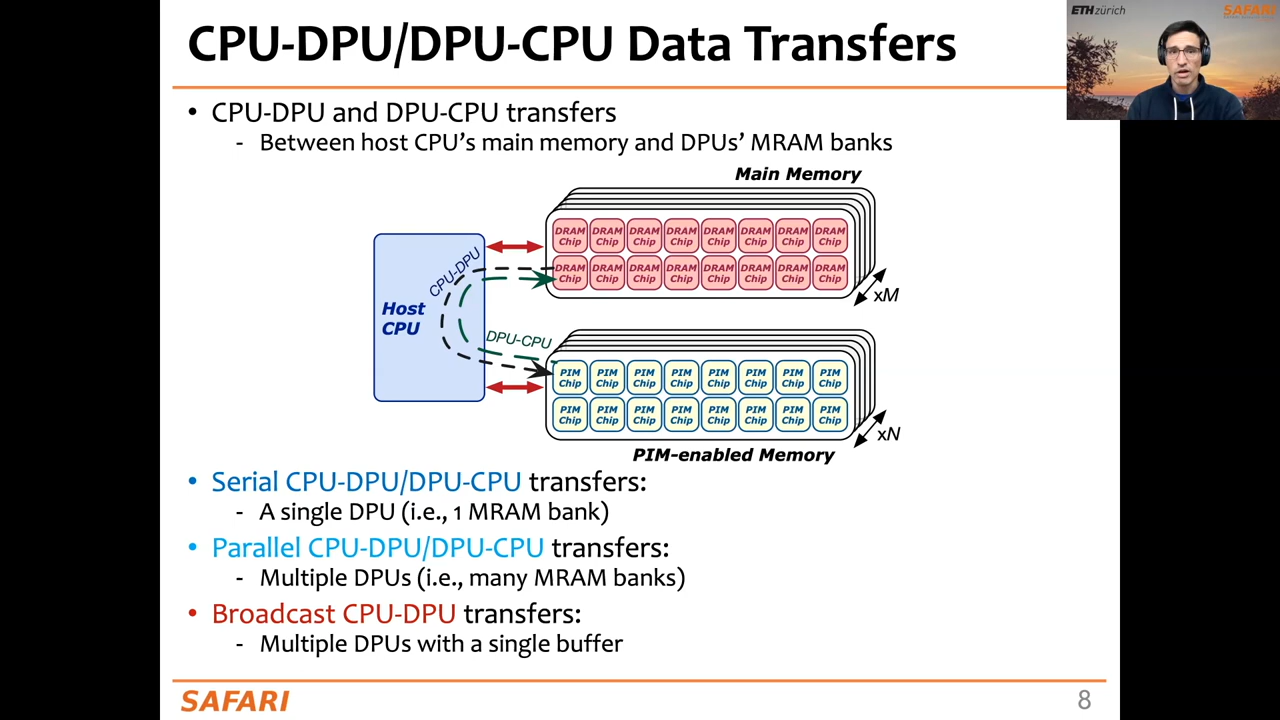 CPU-DPU/DPU-CPU Data Transfers
ETH zürich
SAFARI
• CPU-DPU and DPU-CPU transfers
- Between host CPU's main memory and DPUs' MRAM banks
Main Memory
DRAM Chip DRAM Chip DRAM Chip DRAM Chip DRAM Chip DRAM Chip DRAM Chip DRAM Chip
DRAM Chip DRAM Chip DRAM Chip DRAM Chip DRAM Chip DRAM Chip DRAM Chip DRAM Chip
xM
CPU-DPU
Host
CPU
DPU-CPU
PIM Chip PIM Chip PIM Chip PIM Chip PIM Chip PIM Chip PIM Chip PIM Chip
PIM Chip PIM Chip PIM Chip PIM Chip PIM Chip PIM Chip PIM Chip PIM Chip
xN
PIM-enabled Memory
• Serial CPU-DPU/DPU-CPU transfers:
- A single DPU (i.e., 1 MRAM bank)
• Parallel CPU-DPU/DPU-CPU transfers:
- Multiple DPUs (i.e., many MRAM banks)
• Broadcast CPU-DPU transfers:
- Multiple DPUs with a single buffer
SAFARI
8